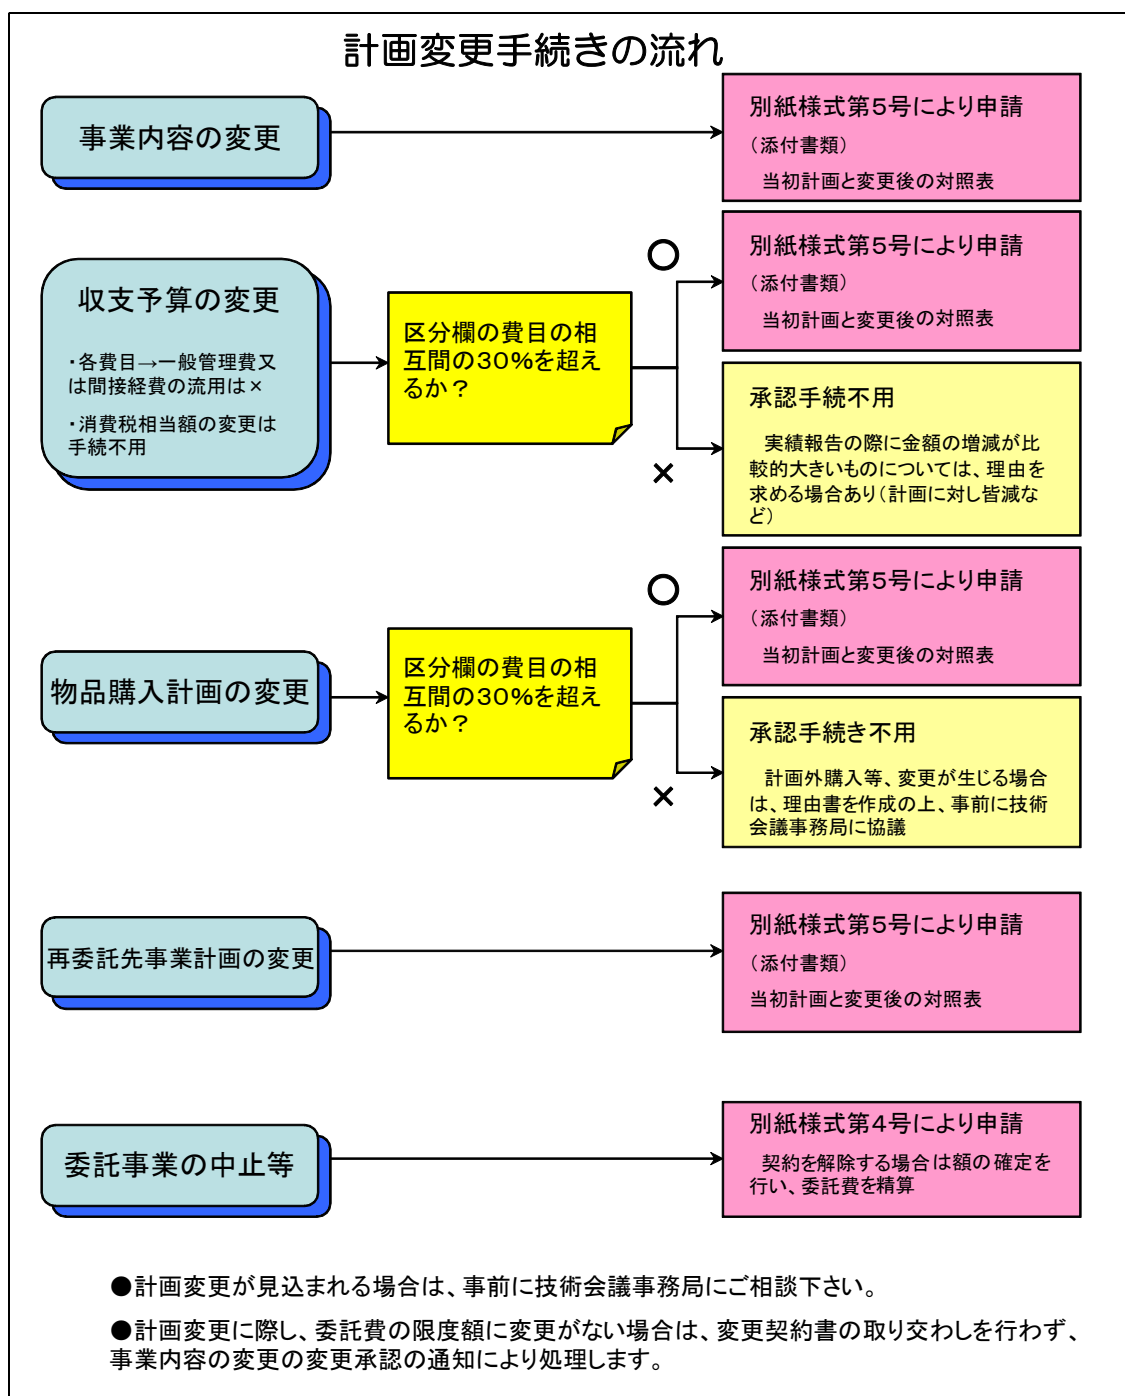 計画変更手続きの流れ
事業内容の変更
別紙様式第5号により申請
（添付書類）
当初計画と変更後の対照表
収支予算の変更
・各費目→一般管理費又
は間接経費の流用は×
・消費税相当額の変更は
手続不用
区分欄の費目の相
互間の30％を超え
るか？
○
別紙様式第5号により申請
（添付書類）
当初計画と変更後の対照表
×
承認手続不用
実績報告の際に金額の増減が比
較的大きいものについては、理由を
求める場合あり（計画に対し皆減な
ど）
物品購入計画の変更
区分欄の費目の相
互間の30％を超え
るか？
○
別紙様式第5号により申請
（添付書類）
当初計画と変更後の対照表
×
承認手続き不用
計画外購入等、変更が生じる場合
は、理由書を作成の上、事前に技術
会議事務局に協議
再委託先事業計画の変更
別紙様式第5号により申請
（添付書類）
当初計画と変更後の対照表
委託事業の中止等
別紙様式第4号により申請
契約を解除する場合は額の確定を
行い、委託費を精算
●計画変更が見込まれる場合は、事前に技術会議事務局にご相談下さい。
●計画変更に際し、委託費の限度額に変更がない場合は、変更契約書の取り交わしを行わず、
事業内容の変更の変更承認の通知により処理します。